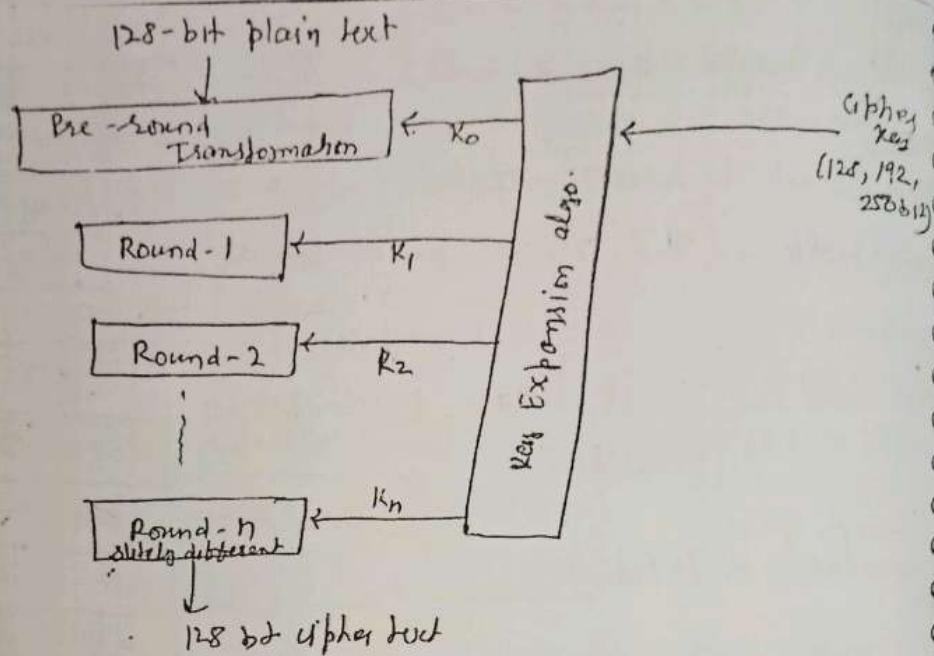 128-bit plain text
Pre-round
Transformation
K0
Cipher
key
(128, 192,
256 bit)
Round-1
K1
Key Expansion algo.
Round-2
K2
Kn
Round-n
slitely different
128 bit cipher text